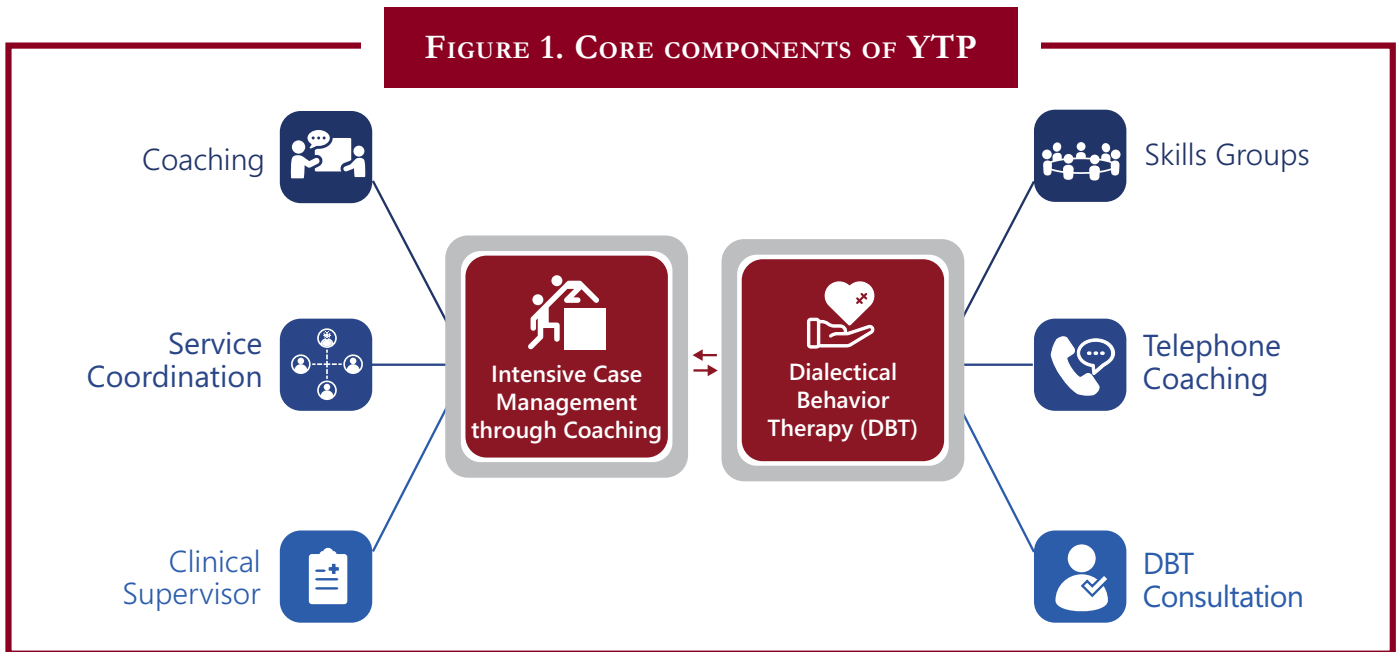 FIGURE 1. CORE COMPONENTS OF YTP
Coaching
Service
Coordination
Clinical
Supervisor
Intensive Case
Management
through Coaching
Dialectical
Behavior
Therapy (DBT)
Skills Groups
Telephone
Coaching
DBT
Consultation